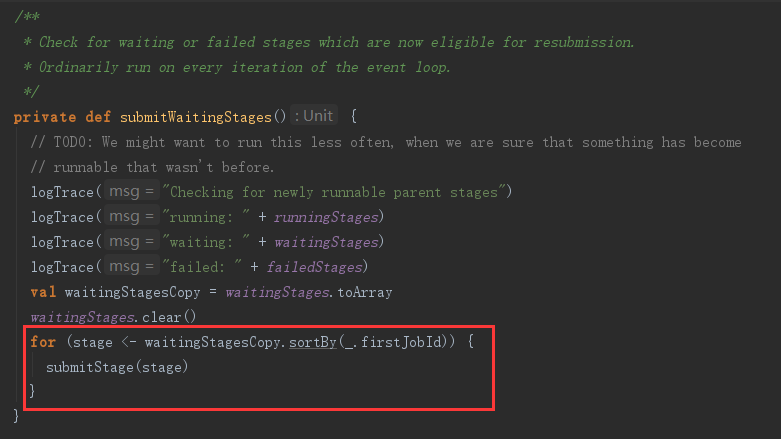 /**
 * Check for waiting or failed stages which are now eligible for resubmission.
 * Ordinarily run on every iteration of the event loop.
 */
private def submitWaitingStages() : Unit {
  // TODO: We might want to run this less often, when we are sure that something has become
  // runnable that wasn't before.
  logTrace( msg = "Checking for newly runnable parent stages")
  logTrace( msg = "running: " + runningStages)
  logTrace( msg = "waiting: " + waitingStages)
  logTrace( msg = "failed: " + failedStages)
  val waitingStagesCopy = waitingStages.toArray
  waitingStages.clear()
  for (stage <- waitingStagesCopy.sortBy(_.firstJobId)) {
    submitStage(stage)
  }
}